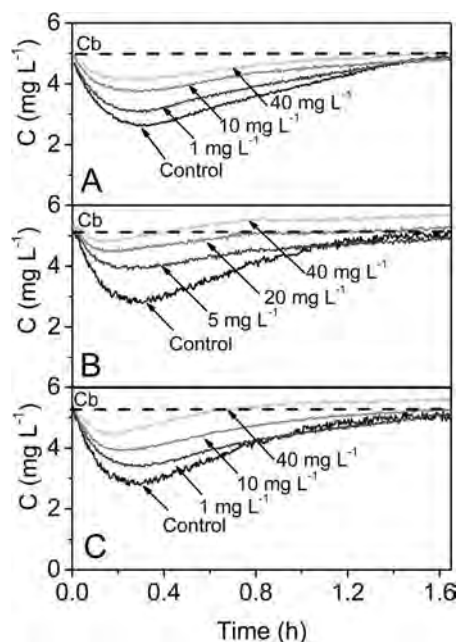 6
Cb
C (mg L⁻¹)
4
40 mg L⁻¹
10 mg L⁻¹
1 mg L⁻¹
2
Control
A
6
Cb
C (mg L⁻¹)
4
40 mg L⁻¹
20 mg L⁻¹
5 mg L⁻¹
2
Control
B
6
Cb
C (mg L⁻¹)
4
40 mg L⁻¹
10 mg L⁻¹
1 mg L⁻¹
2
Control
C
0
0.0 0.4 0.8 1.2 1.6
Time (h)